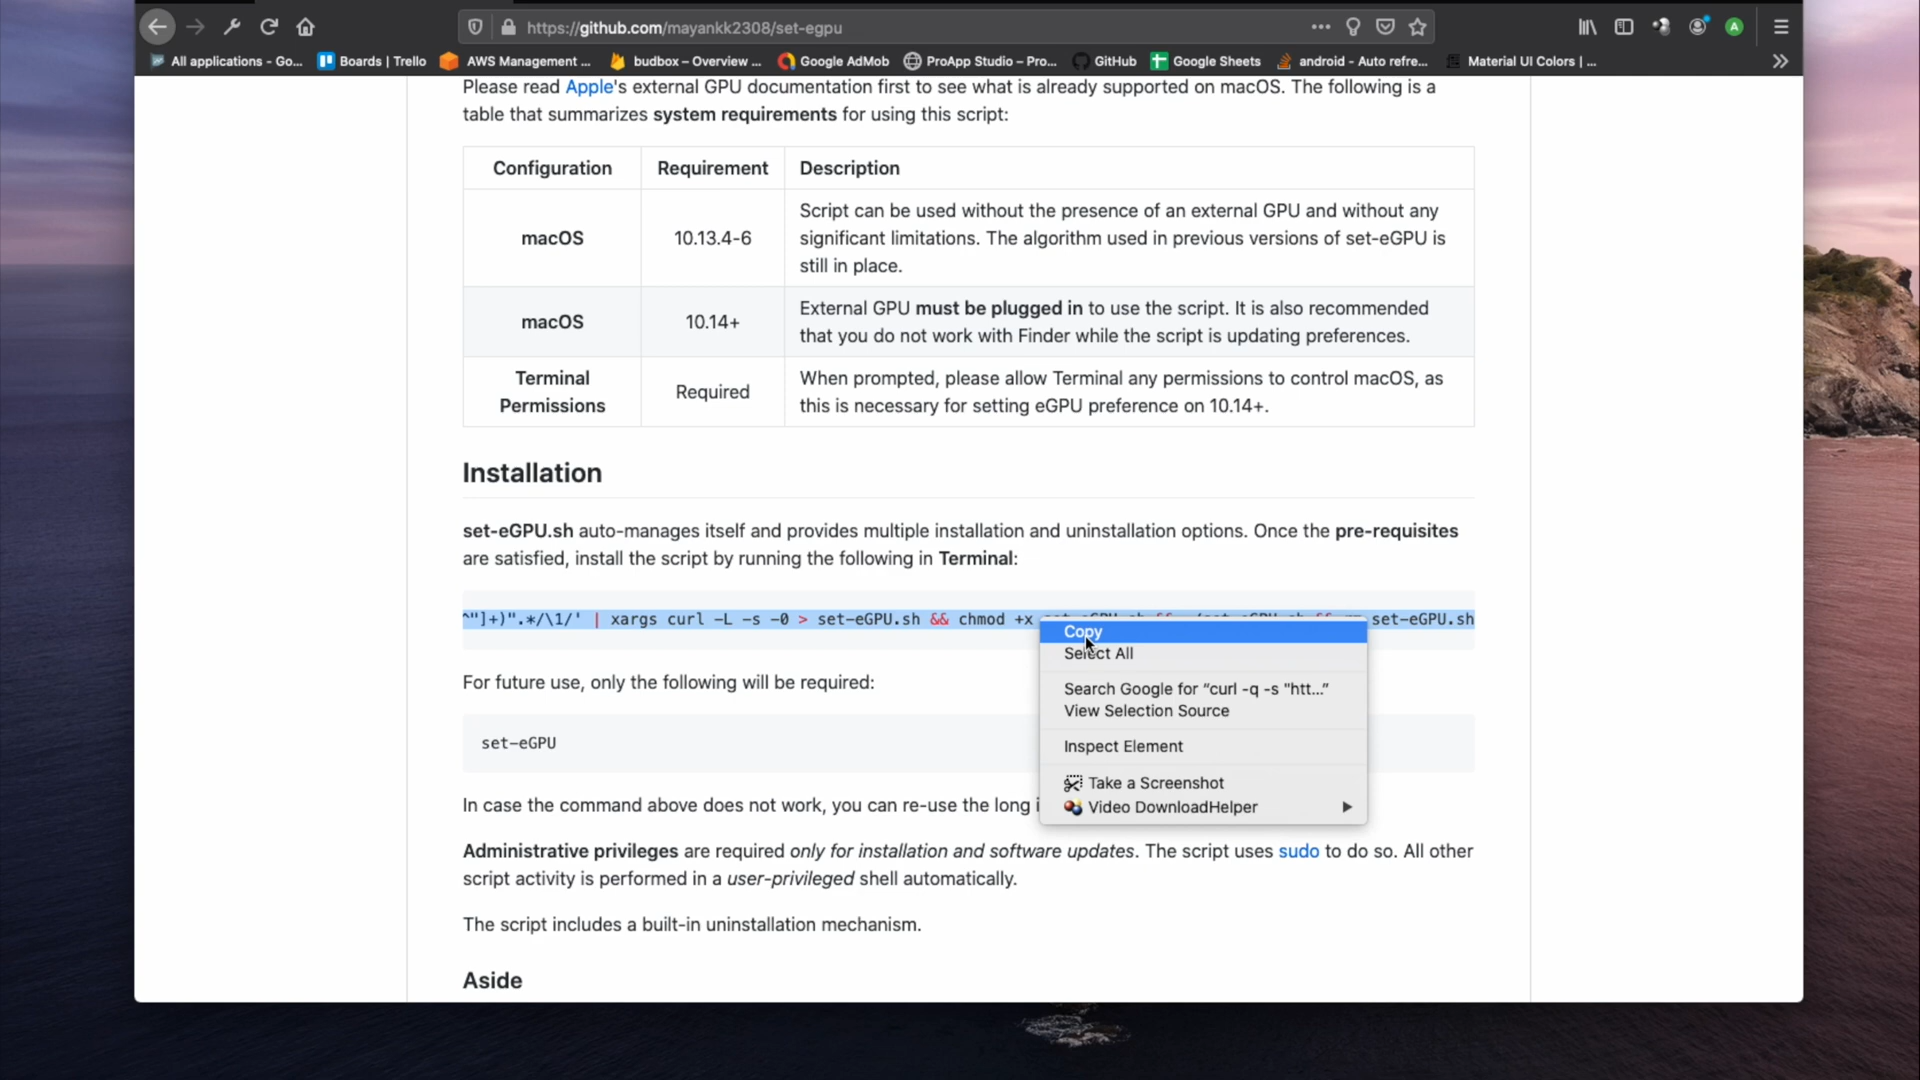 https://github.com/mayankk2308/set-egpu
All applications - Go... Boards | Trello AWS Management ... budbox – Overview ... Google AdMob ProApp Studio – Pro... GitHub Google Sheets android - Auto refre... Material UI Colors | ...
Please read Apple's external GPU documentation first to see what is already supported on macOS. The following is a
table that summarizes system requirements for using this script:
Configuration Requirement Description
macOS 10.13.4-6 Script can be used without the presence of an external GPU and without any
significant limitations. The algorithm used in previous versions of set-eGPU is
still in place.
macOS 10.14+ External GPU must be plugged in to use the script. It is also recommended
that you do not work with Finder while the script is updating preferences.
Terminal
Permissions
Required
When prompted, please allow Terminal any permissions to control macOS, as
this is necessary for setting eGPU preference on 10.14+.
Installation
set-eGPU.sh auto-manages itself and provides multiple installation and uninstallation options. Once the pre-requisites
are satisfied, install the script by running the following in Terminal:
^"]+)".*/\1/' | xargs curl -L -s -0 > set-eGPU.sh && chmod +x set-eGPU.sh
Copy
Select All
Search Google for “curl -q -s "htt...”
View Selection Source
Inspect Element
Take a Screenshot
Video DownloadHelper
For future use, only the following will be required:
set-eGPU
In case the command above does not work, you can re-use the long
Administrative privileges are required only for installation and software updates. The script uses sudo to do so. All other
script activity is performed in a user-privileged shell automatically.
The script includes a built-in uninstallation mechanism.
Aside